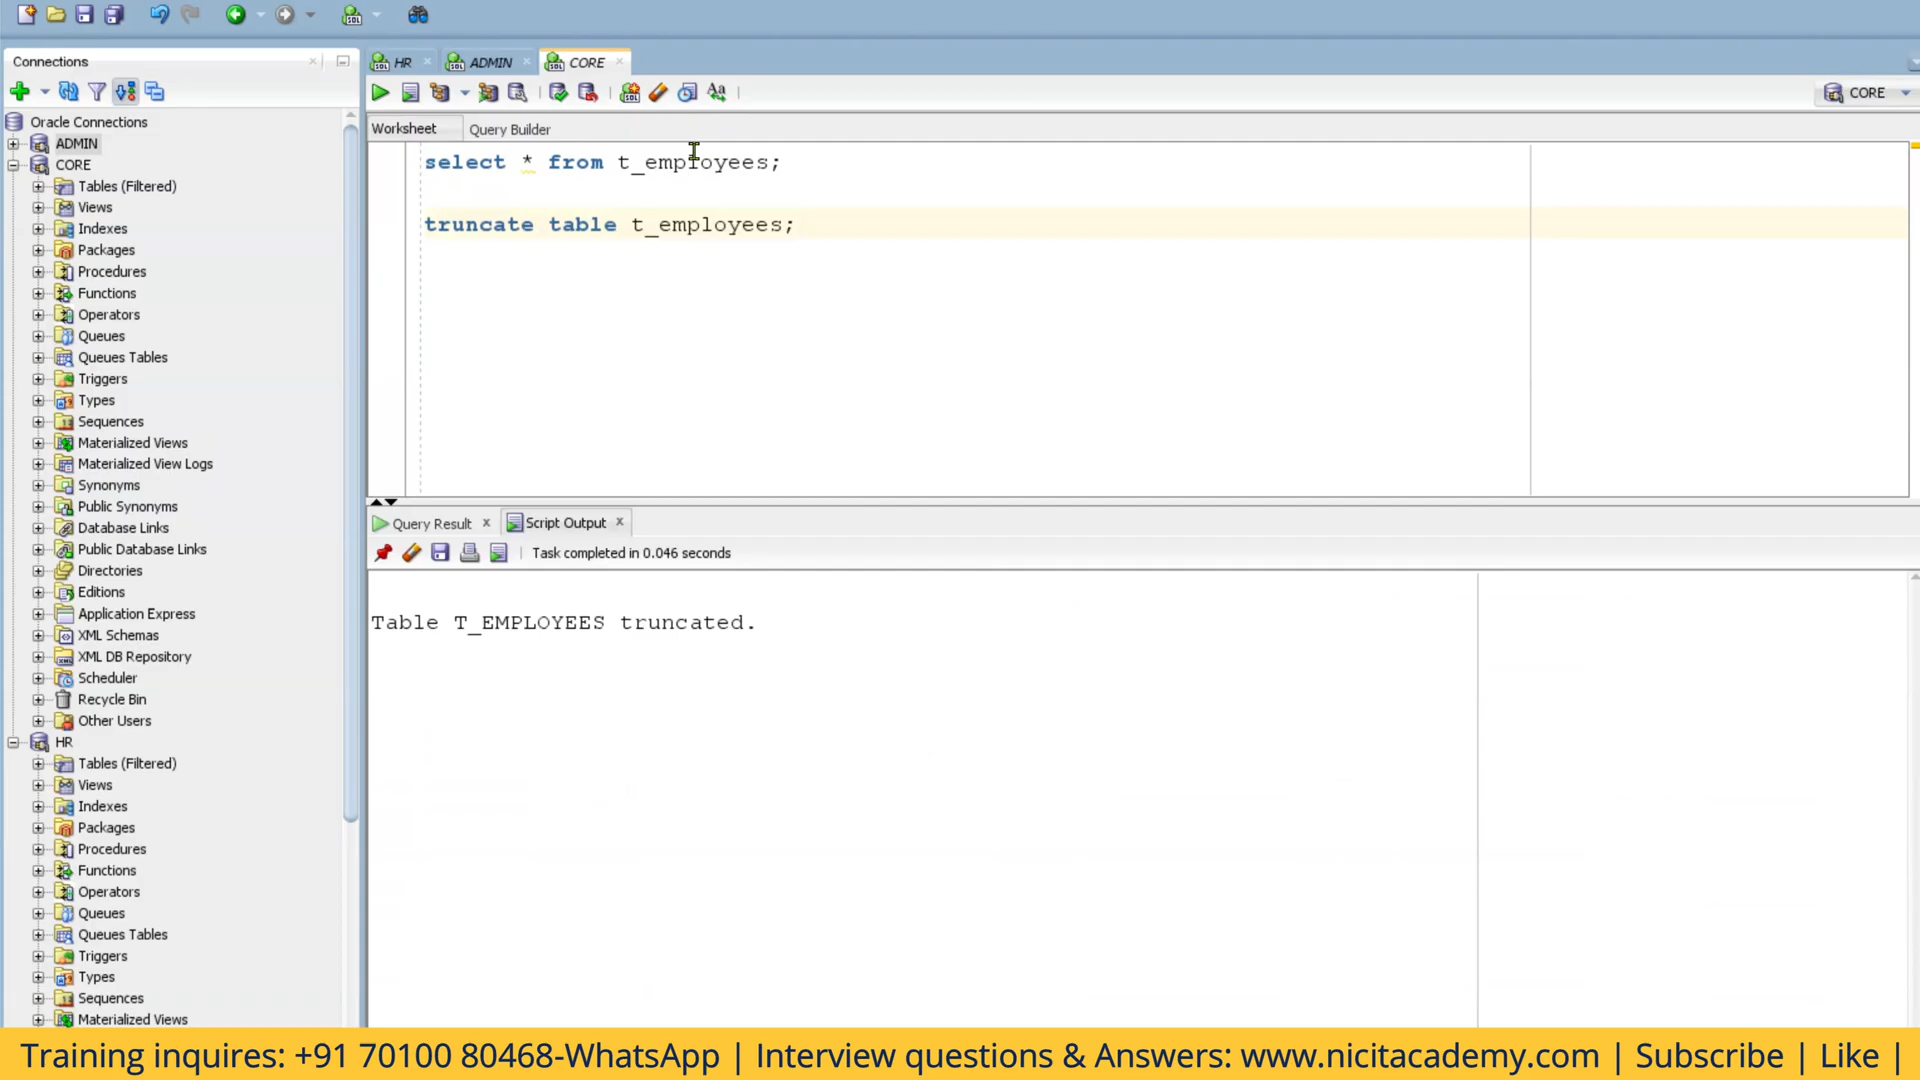 Connections
Oracle Connections
ADMIN
CORE
Tables (Filtered)
Views
Indexes
Packages
Procedures
Functions
Operators
Queues
Queues Tables
Triggers
Types
Sequences
Materialized Views
Materialized View Logs
Synonyms
Public Synonyms
Database Links
Public Database Links
Directories
Editions
Application Express
XML Schemas
XML DB Repository
Scheduler
Recycle Bin
Other Users
HR
Tables (Filtered)
Views
Indexes
Packages
Procedures
Functions
Operators
Queues
Queues Tables
Triggers
Types
Sequences
Materialized Views
HR ADMIN CORE
CORE
Worksheet Query Builder
select * from t_employees;
truncate table t_employees;
Query Result Script Output
Task completed in 0.046 seconds
Table T_EMPLOYEES truncated.
Training inquires: +91 70100 80468-WhatsApp | Interview questions & Answers: www.nicitacademy.com | Subscribe | Like |